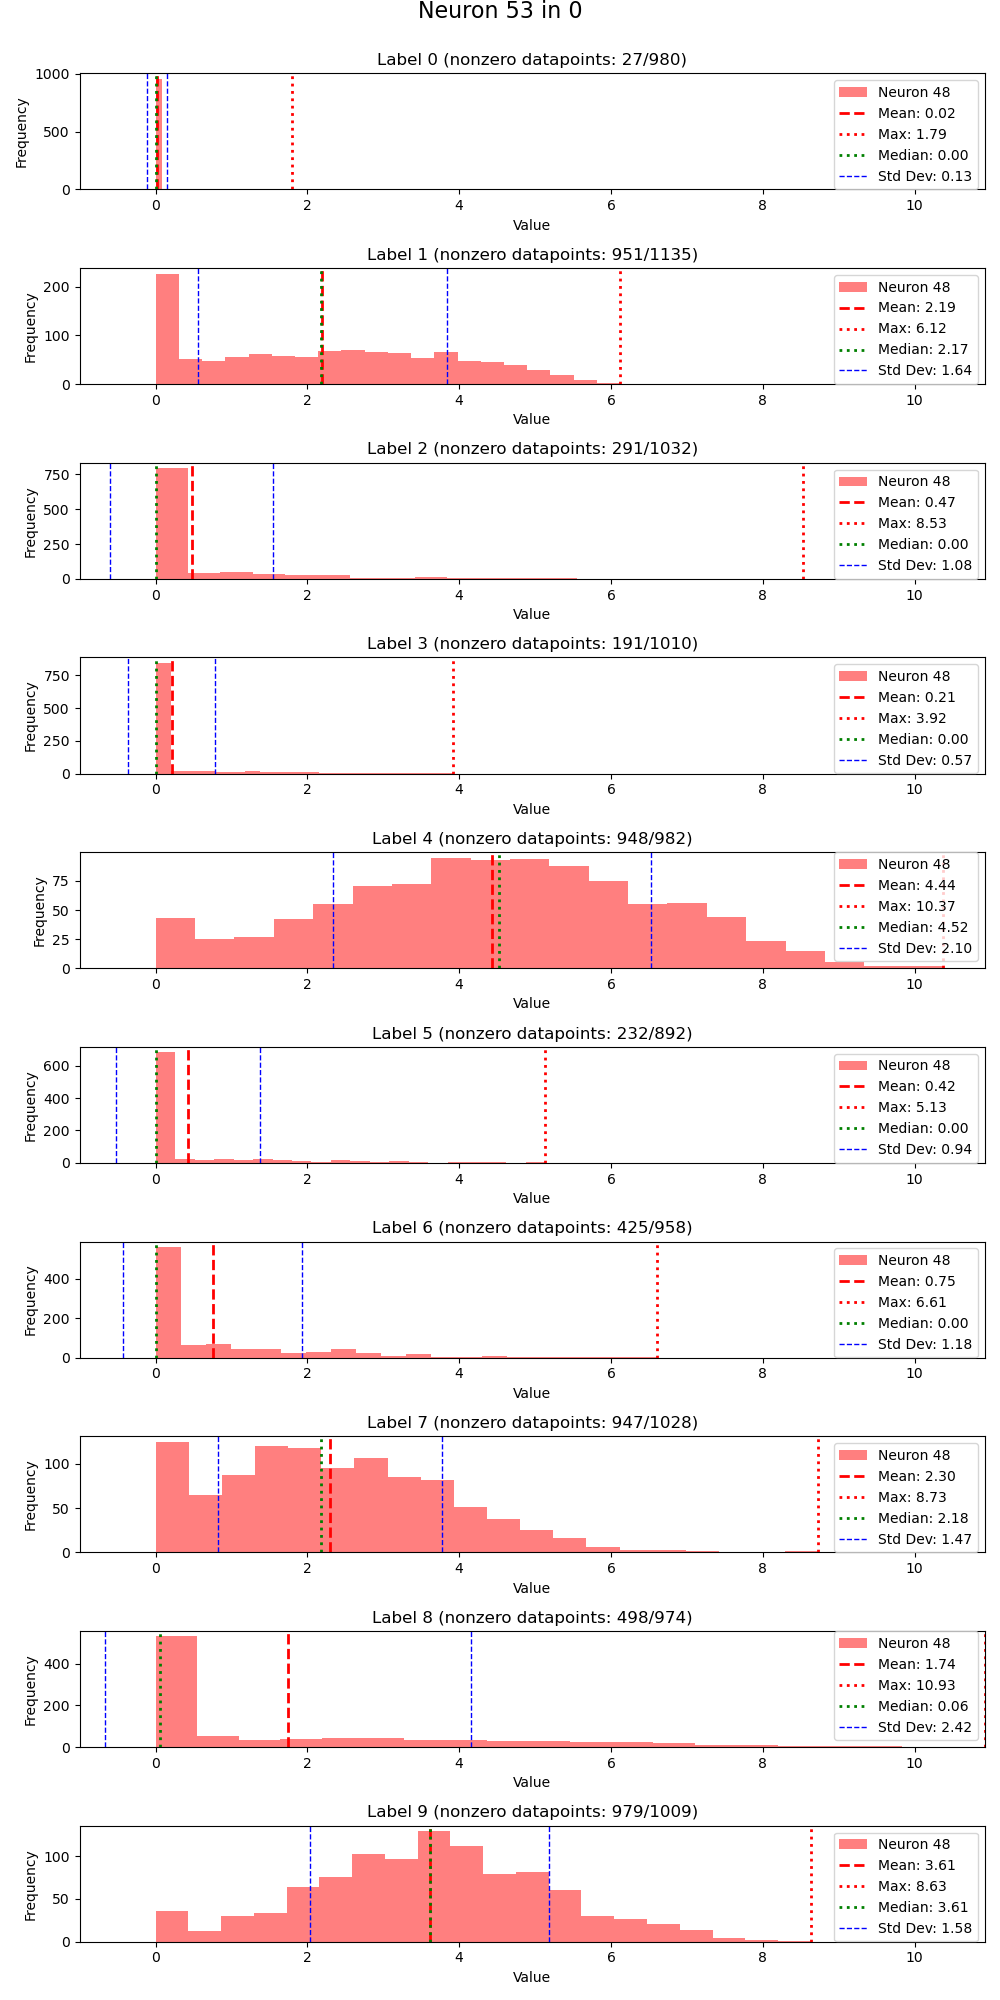 Neuron 53 in 0
Label 0 (nonzero datapoints: 27/980)
Frequency
1000
500
0
Neuron 48
Mean: 0.02
Max: 1.79
Median: 0.00
Std Dev: 0.13
0 2 4 6 8 10
Value
Label 1 (nonzero datapoints: 951/1135)
Frequency
200
100
0
Neuron 48
Mean: 2.19
Max: 6.12
Median: 2.17
Std Dev: 1.64
0 2 4 6 8 10
Value
Label 2 (nonzero datapoints: 291/1032)
Frequency
750
500
250
0
Neuron 48
Mean: 0.47
Max: 8.53
Median: 0.00
Std Dev: 1.08
0 2 4 6 8 10
Value
Label 3 (nonzero datapoints: 191/1010)
Frequency
750
500
250
0
Neuron 48
Mean: 0.21
Max: 3.92
Median: 0.00
Std Dev: 0.57
0 2 4 6 8 10
Value
Label 4 (nonzero datapoints: 948/982)
Frequency
75
50
25
0
Neuron 48
Mean: 4.44
Max: 10.37
Median: 4.52
Std Dev: 2.10
0 2 4 6 8 10
Value
Label 5 (nonzero datapoints: 232/892)
Frequency
600
400
200
0
Neuron 48
Mean: 0.42
Max: 5.13
Median: 0.00
Std Dev: 0.94
0 2 4 6 8 10
Value
Label 6 (nonzero datapoints: 425/958)
Frequency
400
200
0
Neuron 48
Mean: 0.75
Max: 6.61
Median: 0.00
Std Dev: 1.18
0 2 4 6 8 10
Value
Label 7 (nonzero datapoints: 947/1028)
Frequency
100
50
0
Neuron 48
Mean: 2.30
Max: 8.73
Median: 2.18
Std Dev: 1.47
0 2 4 6 8 10
Value
Label 8 (nonzero datapoints: 498/974)
Frequency
400
200
0
Neuron 48
Mean: 1.74
Max: 10.93
Median: 0.06
Std Dev: 2.42
0 2 4 6 8 10
Value
Label 9 (nonzero datapoints: 979/1009)
Frequency
100
50
0
Neuron 48
Mean: 3.61
Max: 8.63
Median: 3.61
Std Dev: 1.58
0 2 4 6 8 10
Value